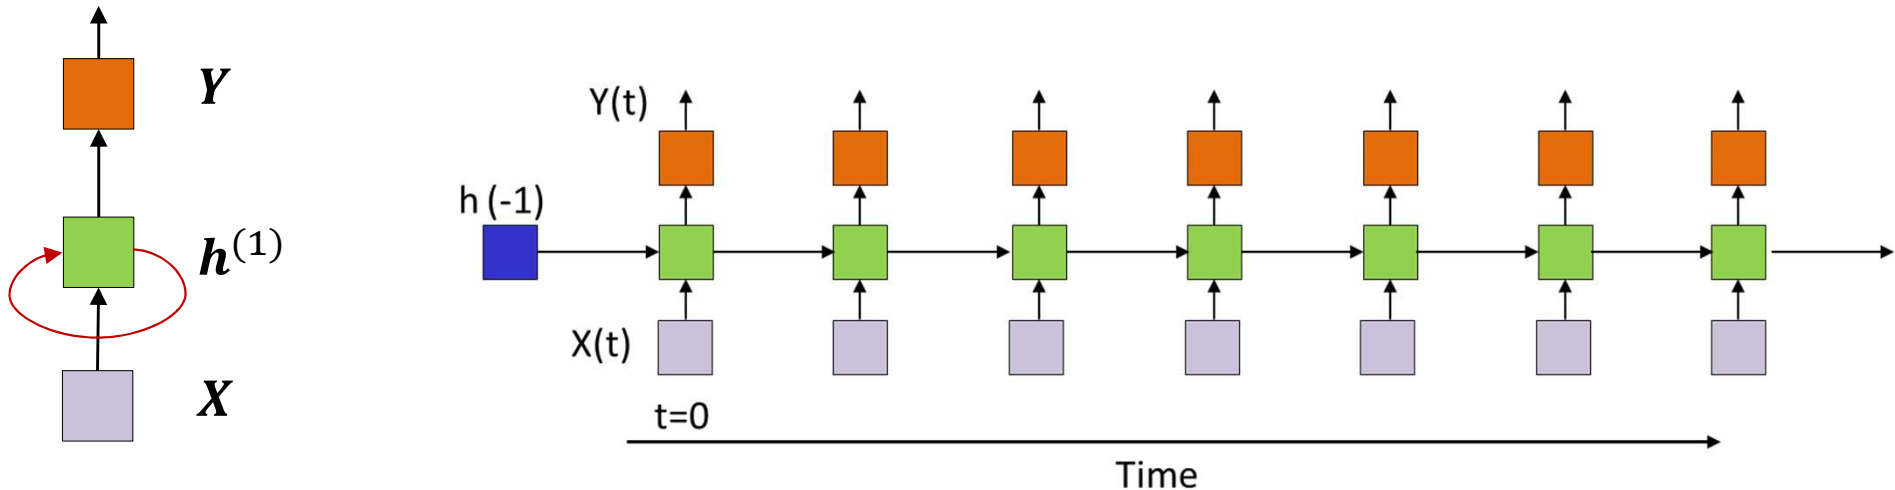 Y
h(1)
X
Y(t)
h (-1)
X(t)
t=0
Time